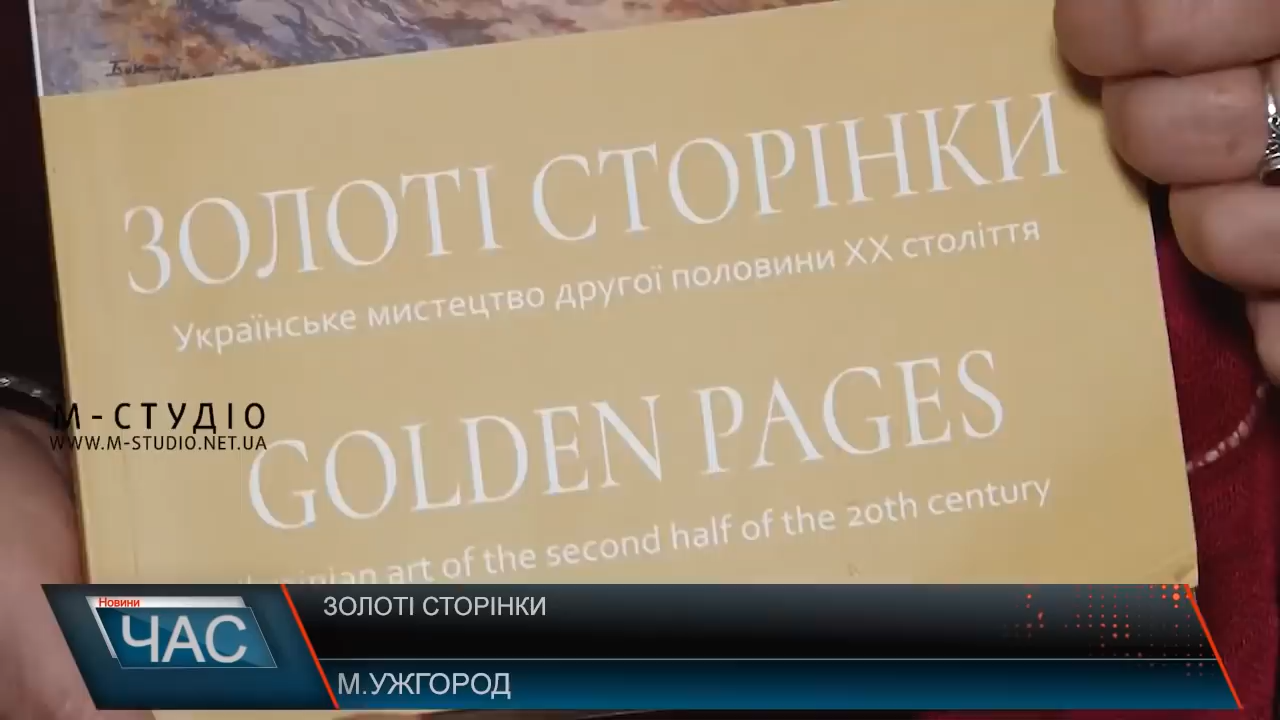 ЗОЛОТІ СТОРІНКИ
Українське мистецтво другої половини XX століття
М-СТУДІО
WWW.M-STUDIO.NET.UA
GOLDEN PAGES
art of the second half of the 20th century
Новини
ЧАС
ЗОЛОТІ СТОРІНКИ
М.УЖГОРОД